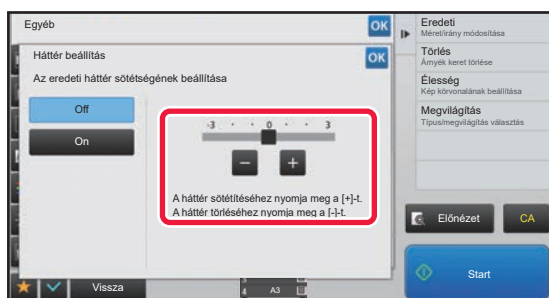 Egyéb
OK
Háttér beállítás
OK
Az eredeti háttér sötétségének beállítása
Off
On
-3 · · 0 · · 3
− +
A háttér sötétítéséhez nyomja meg a [+]-t.
A háttér törléséhez nyomja meg a [-]-t.
Vissza
4 A3
Eredeti
Méret/irány módosítása
Törlés
Árnyék keret törlése
Élesség
Kép körvonalának beállítása
Megvilágítás
Típus/megvilágítás választás
Előnézet
CA
Start